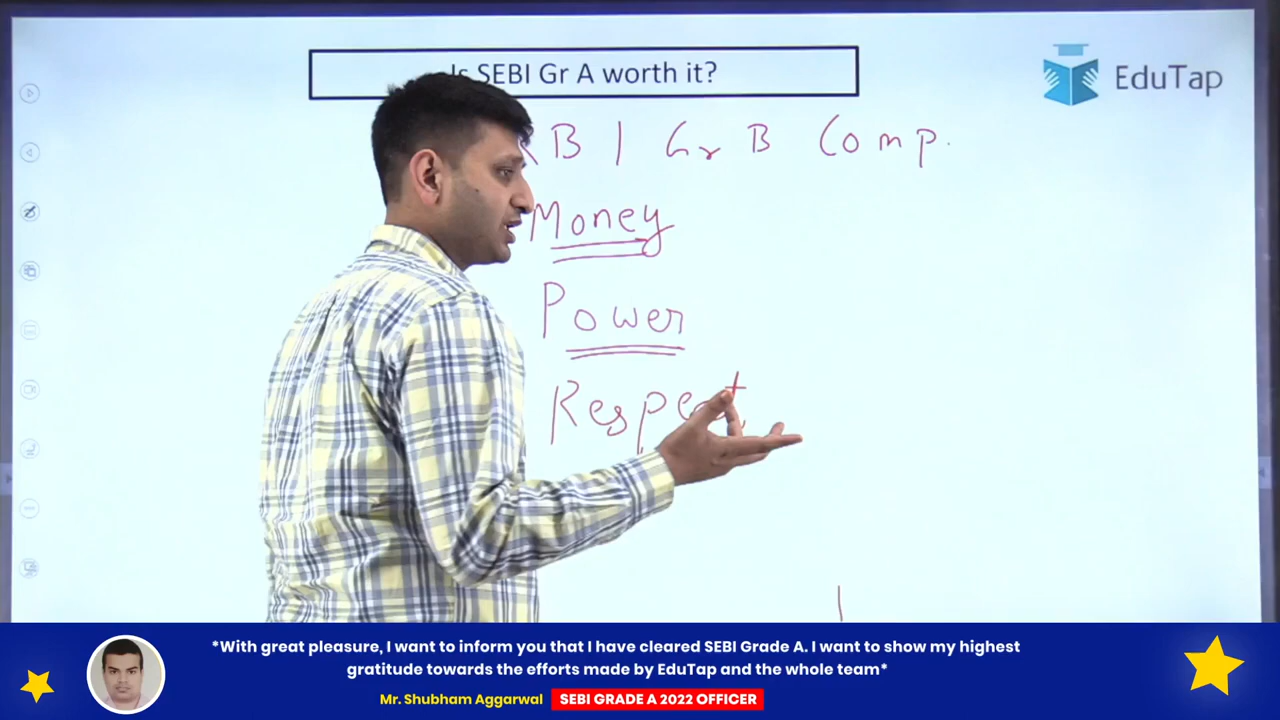 Is SEBI Gr A worth it?
EduTap
RBI Gr B Comp.
Money
Power
Respect
*With great pleasure, I want to inform you that I have cleared SEBI Grade A. I want to show my highest
gratitude towards the efforts made by EduTap and the whole team*
Mr. Shubham Aggarwal SEBI GRADE A 2022 OFFICER